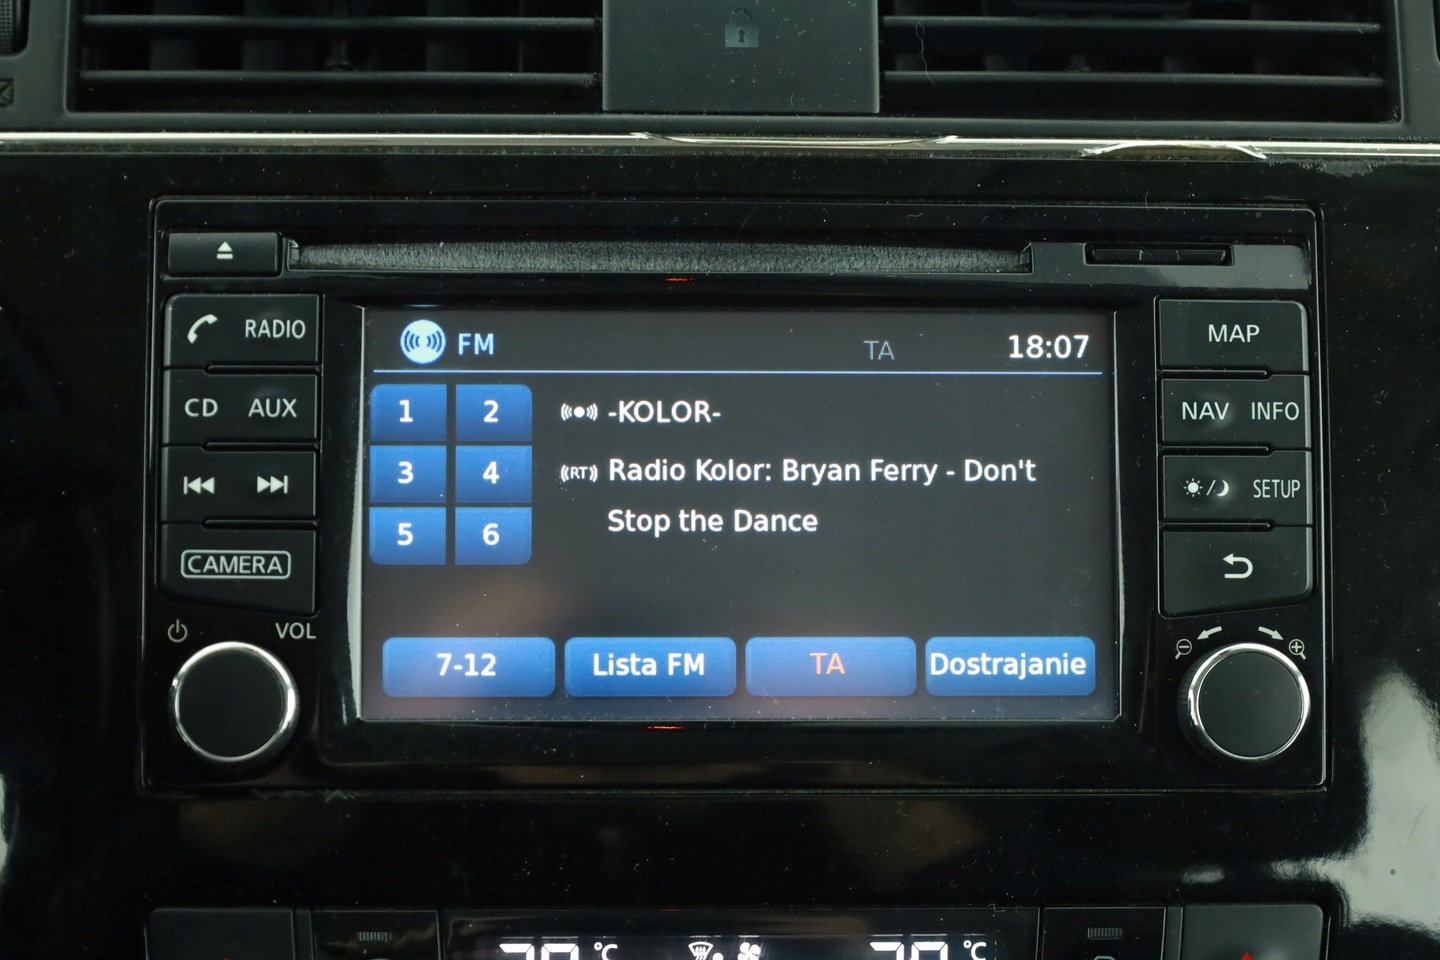 RADIO
CD AUX
CAMERA
VOL
FM TA 18:07
1 2
3 4
5 6
-KOLOR-
(RT) Radio Kolor: Bryan Ferry - Don't
Stop the Dance
7-12 Lista FM TA Dostrajanie
MAP
NAV INFO
SETUP
°C °C